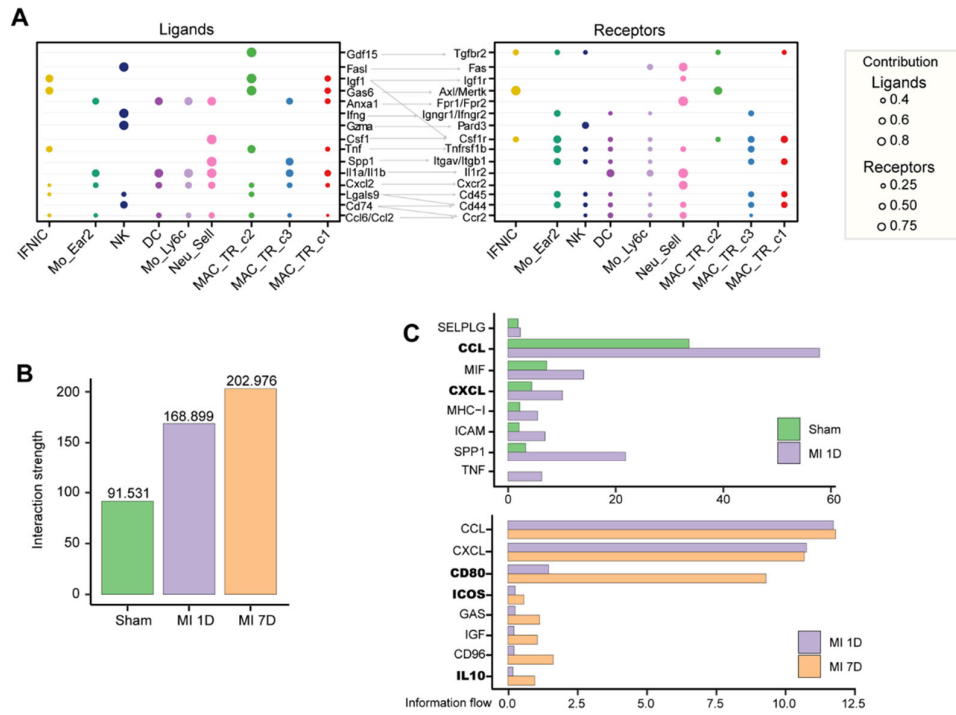 A
Ligands
Receptors
Gdf15
Fasl
Igf1
Gas6
Anxa1
Ifng
Gzma
Csf1
Tnf
Spp1
Il1a/Il1b
Cxcl2
Lgals9
Cd74
Ccl6/Ccl2
Tgfbr2
Fas
Igf1r
Axl/Mertk
Fpr1/Fpr2
Igngr1/Ifngr2
Pard3
Csf1r
Tnfrsf1b
Itgav/Itgb1
Il1r2
Cxcr2
Cd45
Cd44
Ccr2
IFNIC
Mo_Ear2
NK
DC
Mo_Ly6c
Neu_Sell
MAC_TR_c2
MAC_TR_c3
MAC_TR_c1
IFNIC
Mo_Ear2
NK
DC
Mo_Ly6c
Neu_Sell
MAC_TR_c2
MAC_TR_c3
MAC_TR_c1
Contribution
Ligands
0.4
0.6
0.8
Receptors
0.25
0.50
0.75
B
Interaction strength
200
150
100
50
0
91.531
168.899
202.976
Sham
MI 1D
MI 7D
C
SELPLG
CCL
MIF
CXCL
MHC-I
ICAM
SPP1
TNF
0
20
40
60
Sham
MI 1D
CCL
CXCL
CD80
ICOS
GAS
IGF
CD96
IL10
MI 1D
MI 7D
Information flow
0.0
2.5
5.0
7.5
10.0
12.5